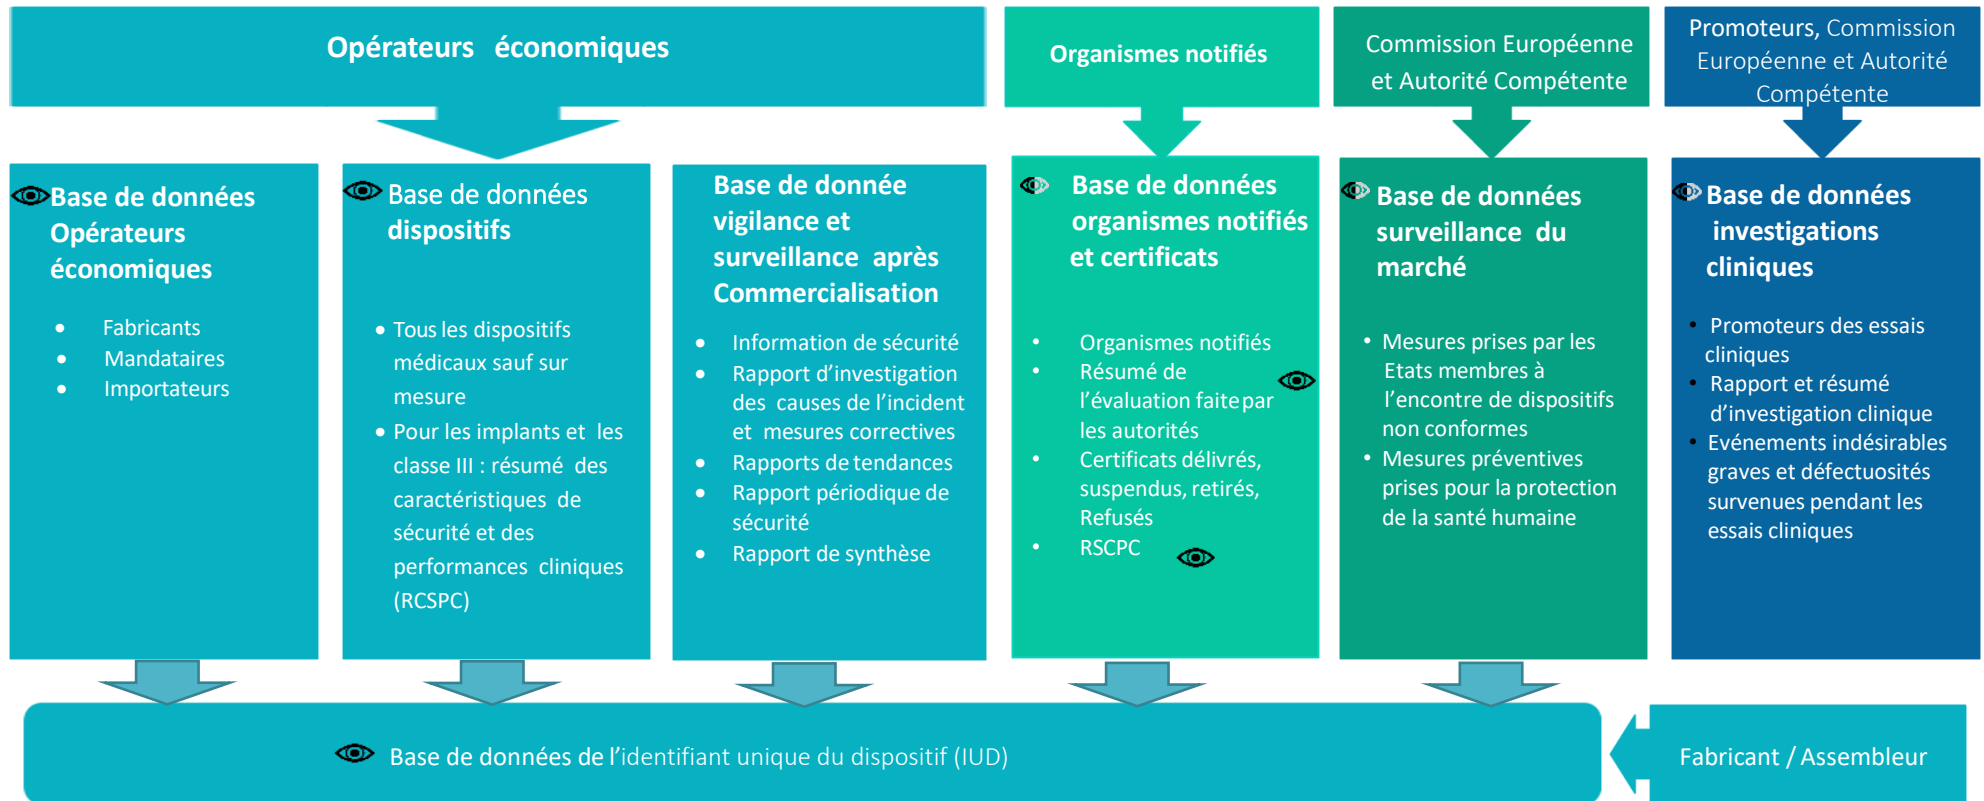 Opérateurs économiques
Organismes notifiés
Commission Européenne
et Autorité Compétente
Promoteurs, Commission
Européenne et Autorité
Compétente
Base de données
Opérateurs
économiques
• Fabricants
• Mandataires
• Importateurs
Base de données
dispositifs
• Tous les dispositifs
médicaux sauf sur
mesure
• Pour les implants et les
classe III : résumé des
caractéristiques de
sécurité et des
performances cliniques
(RCSPC)
Base de donnée
vigilance et
surveillance après
Commercialisation
• Information de sécurité
• Rapport d’investigation
des causes de l’incident
et mesures correctives
• Rapports de tendances
• Rapport périodique de
sécurité
• Rapport de synthèse
Base de données
organismes notifiés
et certificats
• Organismes notifiés
• Résumé de
l’évaluation faite par
les autorités
• Certificats délivrés,
suspendus, retirés,
Refusés
• RSCPC
Base de données
surveillance du
marché
• Mesures prises par les
Etats membres à
l’encontre de dispositifs
non conformes
• Mesures préventives
prises pour la protection
de la santé humaine
Base de données
investigations
cliniques
• Promoteurs des essais
cliniques
• Rapport et résumé
d’investigation clinique
• Evénements indésirables
graves et défectuosités
survenues pendant les
essais cliniques
Base de données de l’identifiant unique du dispositif (IUD)
Fabricant / Assembleur